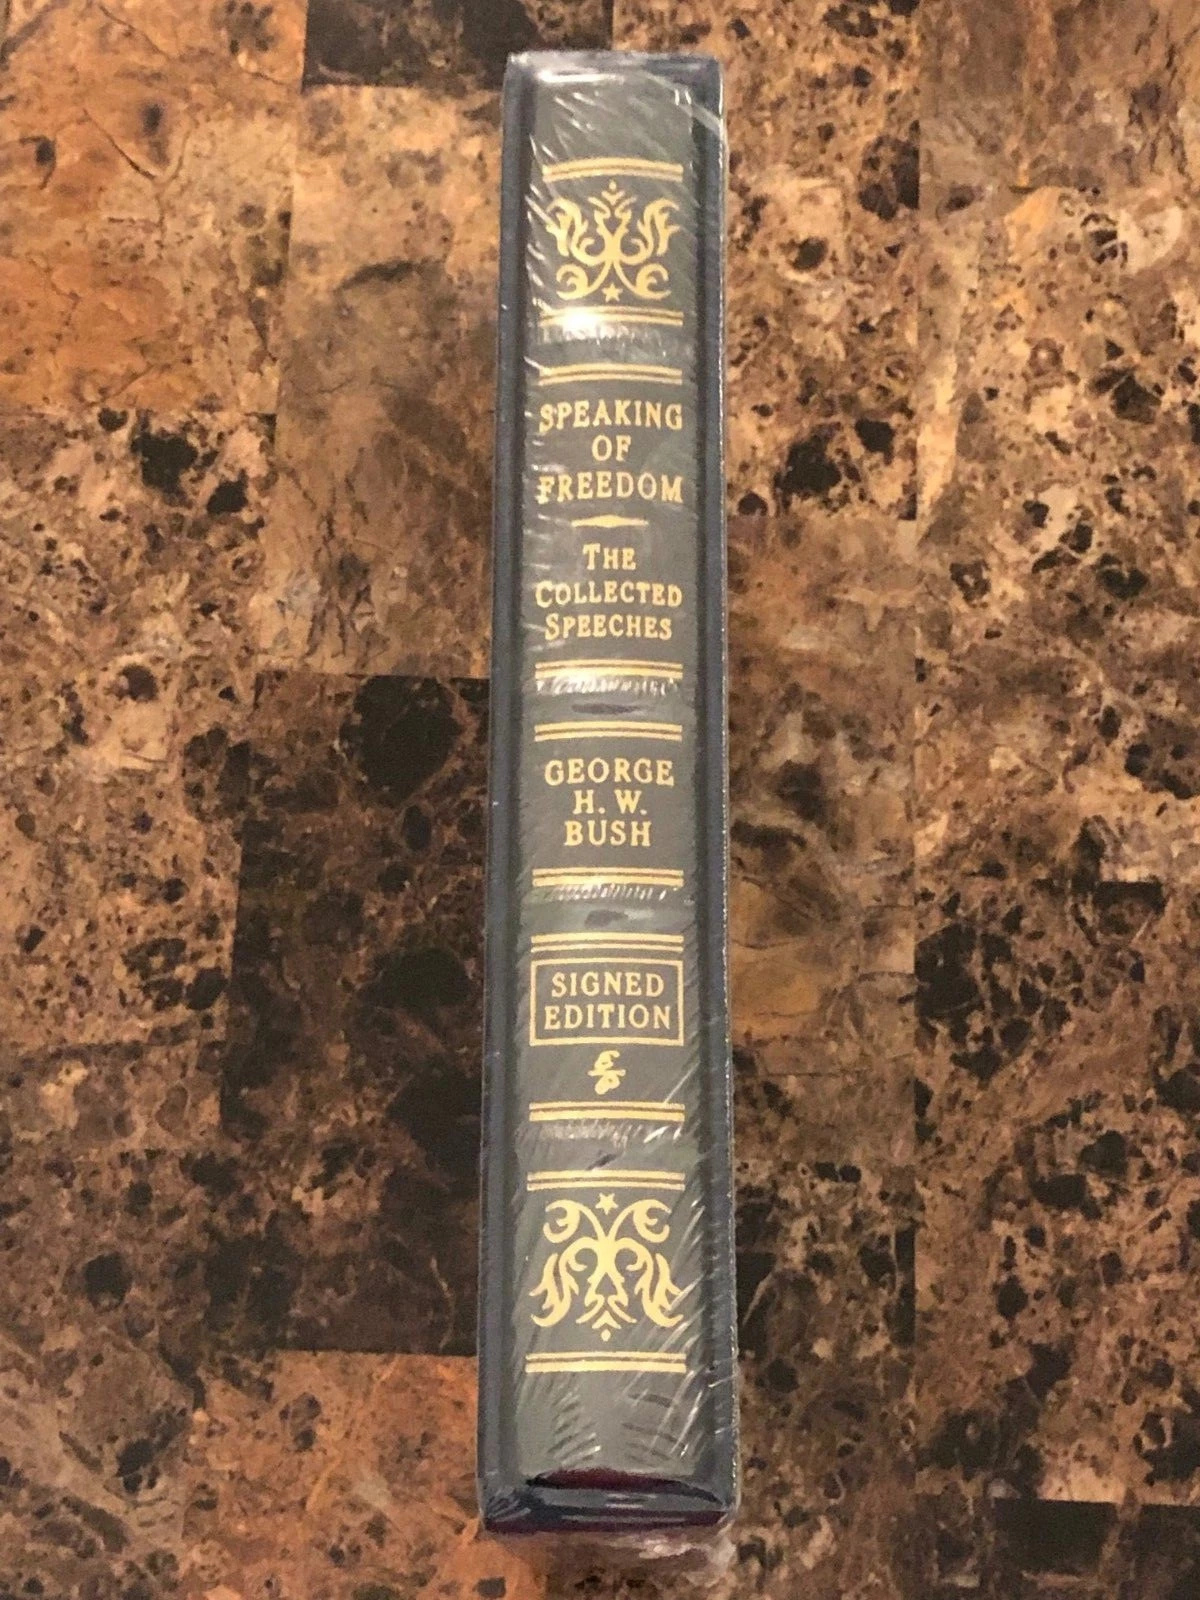 SPEAKING
OF
FREEDOM
THE
COLLECTED
SPEECHES
GEORGE
H. W.
BUSH
SIGNED
EDITION